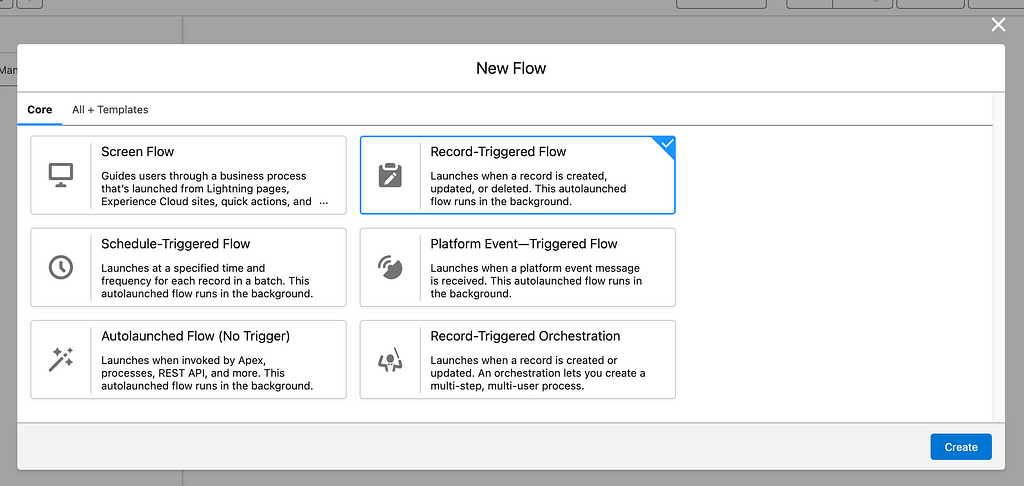 Man
New Flow
Core
All + Templates
Screen Flow
Guides users through a business process
that's launched from Lightning pages,
Experience Cloud sites, quick actions, and ...
Record-Triggered Flow
Launches when a record is created,
updated, or deleted. This autolaunched
flow runs in the background.
Schedule-Triggered Flow
Launches at a specified time and
frequency for each record in a batch. This
autolaunched flow runs in the background.
Platform Event—Triggered Flow
Launches when a platform event message
is received. This autolaunched flow runs in
the background.
Autolaunched Flow (No Trigger)
Launches when invoked by Apex,
processes, REST API, and more. This
autolaunched flow runs in the background.
Record-Triggered Orchestration
Launches when a record is created or
updated. An orchestration lets you create a
multi-step, multi-user process.
Create